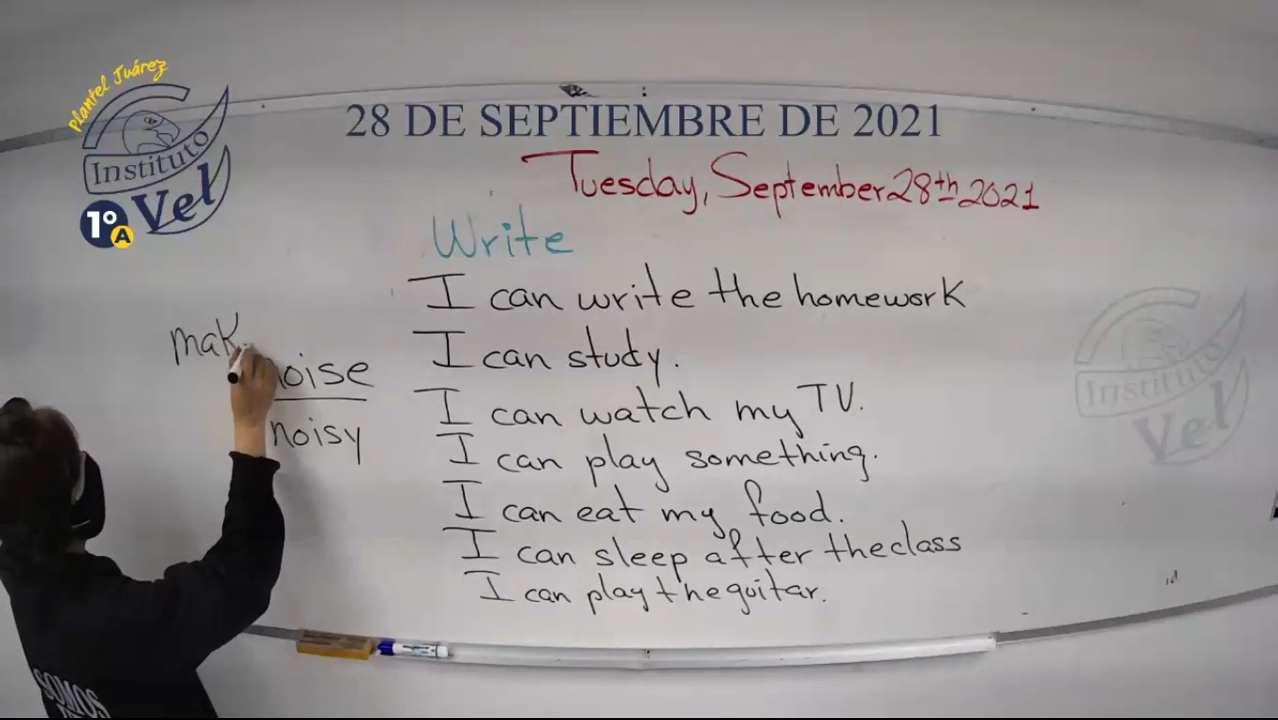 Plantel Juárez
Instituto
Vel
1° A
28 DE SEPTIEMBRE DE 2021
Tuesday, September 28th 2021
Write
I can write the homework
I can study.
I can watch my TV.
I can play something.
I can eat my food.
I can sleep after the class
I can play the guitar.
mak
noise
noisy
Instituto
Vel
SOMOS